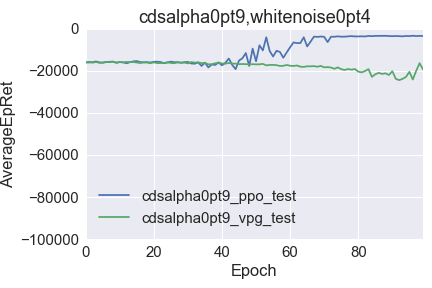 cdsalpha0pt9,whitenoise0pt4
AverageEpRet
0
−20000
−40000
−60000
−80000
−100000
cdsalpha0pt9_ppo_test
cdsalpha0pt9_vpg_test
0 20 40 60 80
Epoch